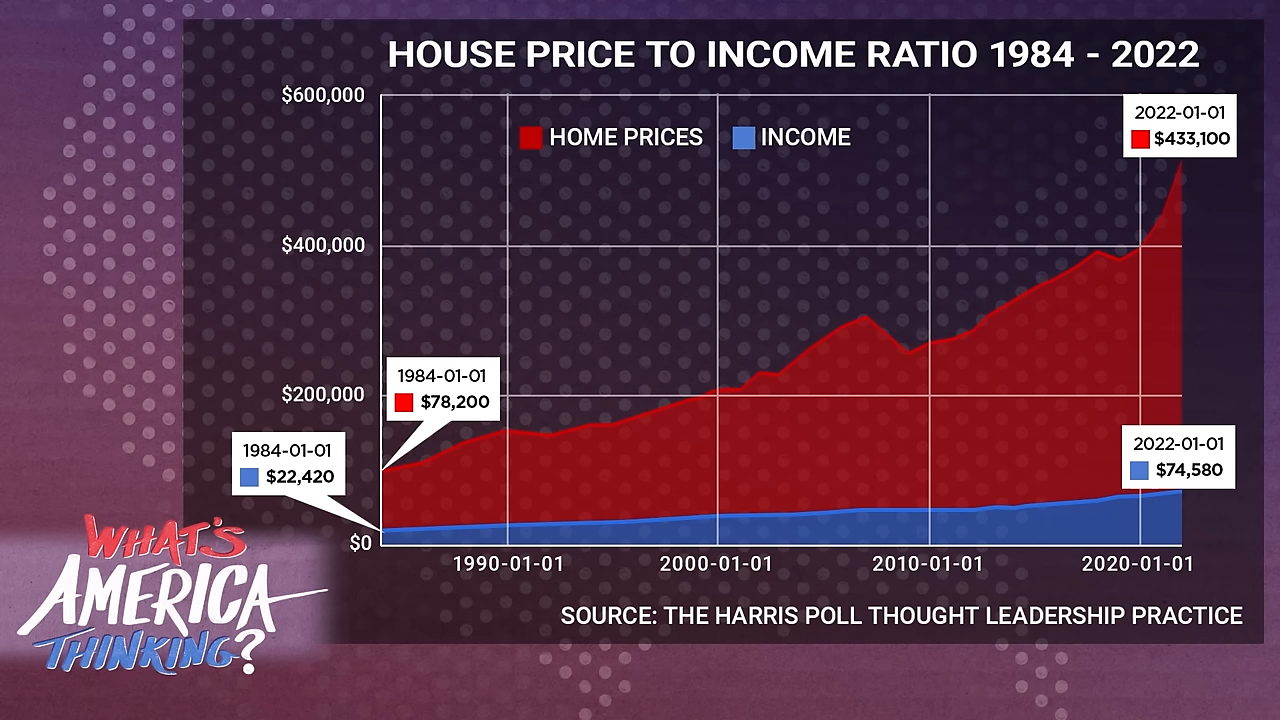 HOUSE PRICE TO INCOME RATIO 1984 - 2022
$600,000
HOME PRICES
INCOME
2022-01-01
$433,100
$400,000
1984-01-01
$78,200
$200,000
1984-01-01
$22,420
2022-01-01
$74,580
$0
1990-01-01
2000-01-01
2010-01-01
2020-01-01
SOURCE: THE HARRIS POLL THOUGHT LEADERSHIP PRACTICE
WHAT'S
AMERICA
THINKING?